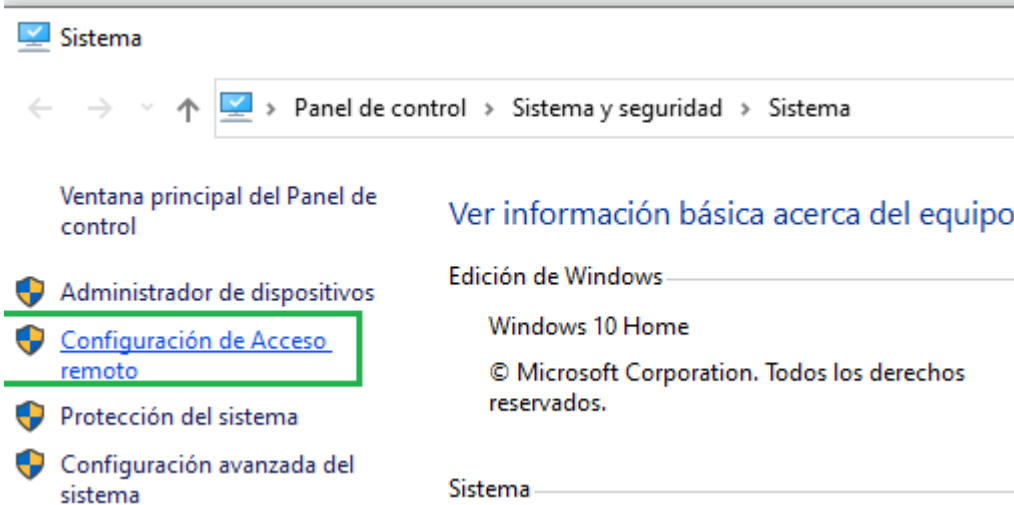 Sistema
Panel de control > Sistema y seguridad > Sistema
Ventana principal del Panel de
control
Administrador de dispositivos
Configuración de Acceso
remoto
Protección del sistema
Configuración avanzada del
sistema
Ver información básica acerca del equipo
Edición de Windows
Windows 10 Home
© Microsoft Corporation. Todos los derechos
reservados.
Sistema